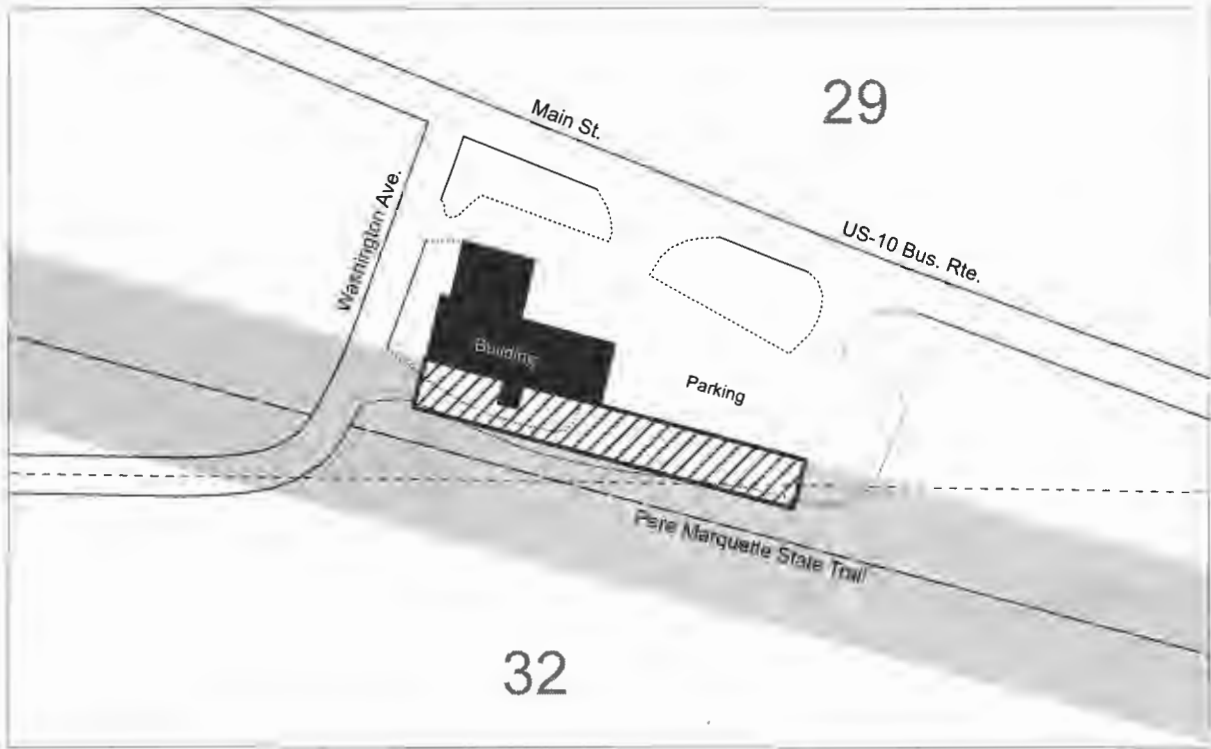 29
Main St.
Washington Ave.
US-10 Bus. Rte.
Building
Parking
Pere Marquette State Trail
32